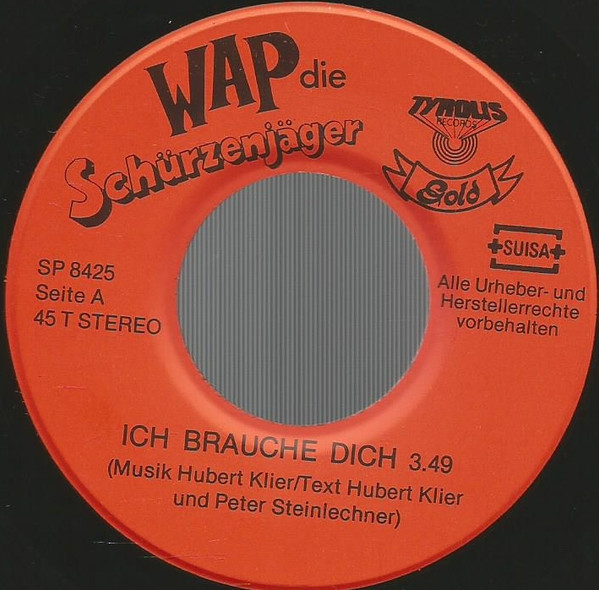 WAP die
Schürzenjäger
TYROLIS
RECORDS
Gold
SUISA
SP 8425
Seite A
45 T STEREO
Alle Urheber- und
Herstellerrechte
vorbehalten
ICH BRAUCHE DICH 3.49
(Musik Hubert Klier/Text Hubert Klier
und Peter Steinlechner)